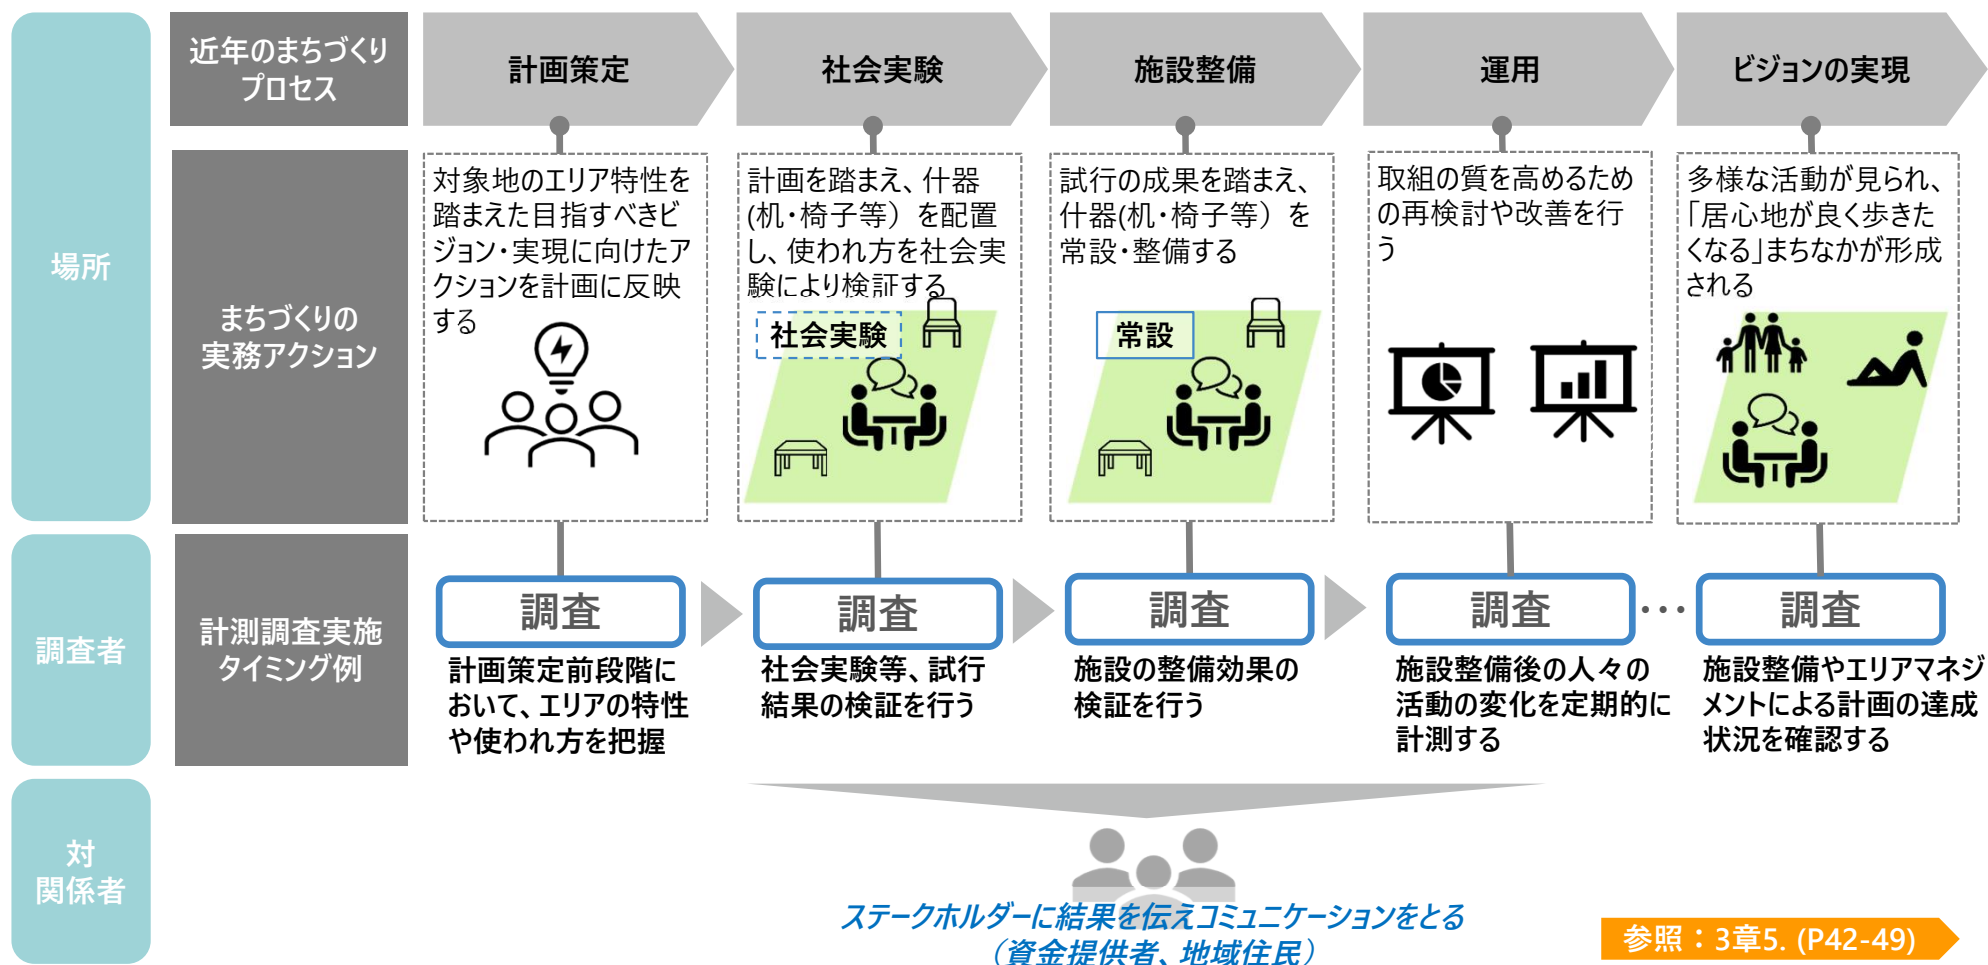 場所
近年のまちづくり
プロセス
計画策定
社会実験
施設整備
運用
ビジョンの実現
まちづくりの
実務アクション
対象地のエリア特性を
踏まえた目指すべきビ
ジョン・実現に向けたア
クションを計画に反映
する
計画を踏まえ、什器
(机・椅子等）を配置
し、使われ方を社会実
験により検証する
社会実験
試行の成果を踏まえ、
什器(机・椅子等）を
常設・整備する
常設
取組の質を高めるため
の再検討や改善を行
う
多様な活動が見られ、
「居心地が良く歩きた
くなる」まちなかが形成
される
調査者
計測調査実施
タイミング例
調査
計画策定前段階に
おいて、エリアの特性
や使われ方を把握
調査
社会実験等、試行
結果の検証を行う
調査
施設の整備効果の
検証を行う
調査
施設整備後の人々の
活動の変化を定期的に
計測する
･･･
調査
施設整備やエリアマネジ
メントによる計画の達成
状況を確認する
対
関係者
ステークホルダーに結果を伝えコミュニケーションをとる
（資金提供者、地域住民）
参照：3章5. (P42-49)